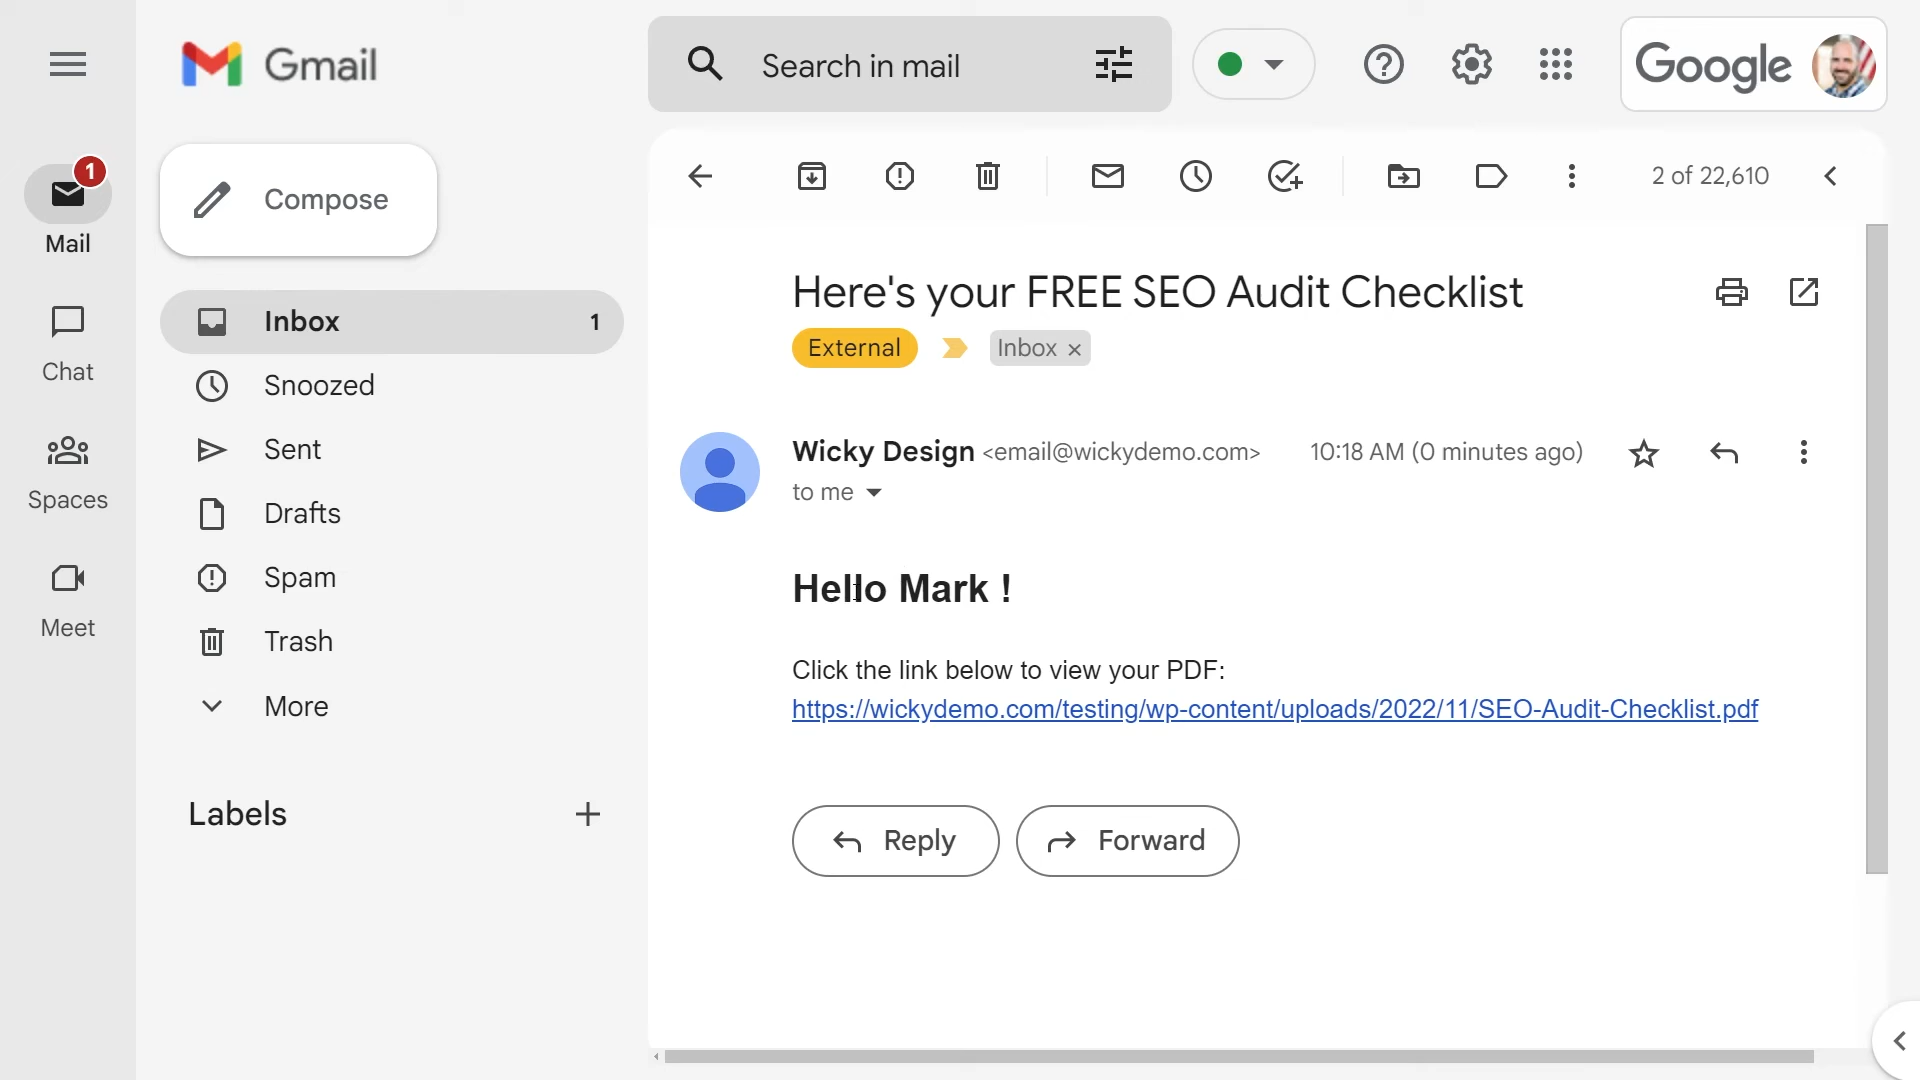 Gmail
Search in mail
Google
1
Mail
Compose
2 of 22,610
Inbox 1
Here's your FREE SEO Audit Checklist
External
Inbox
Chat
Snoozed
Sent
Wicky Design <email@wickydemo.com> 10:18 AM (0 minutes ago)
to me
Spaces
Drafts
Spam
Hello Mark !
Meet
Trash
Click the link below to view your PDF:
https://wickydemo.com/testing/wp-content/uploads/2022/11/SEO-Audit-Checklist.pdf
More
Labels
Reply
Forward